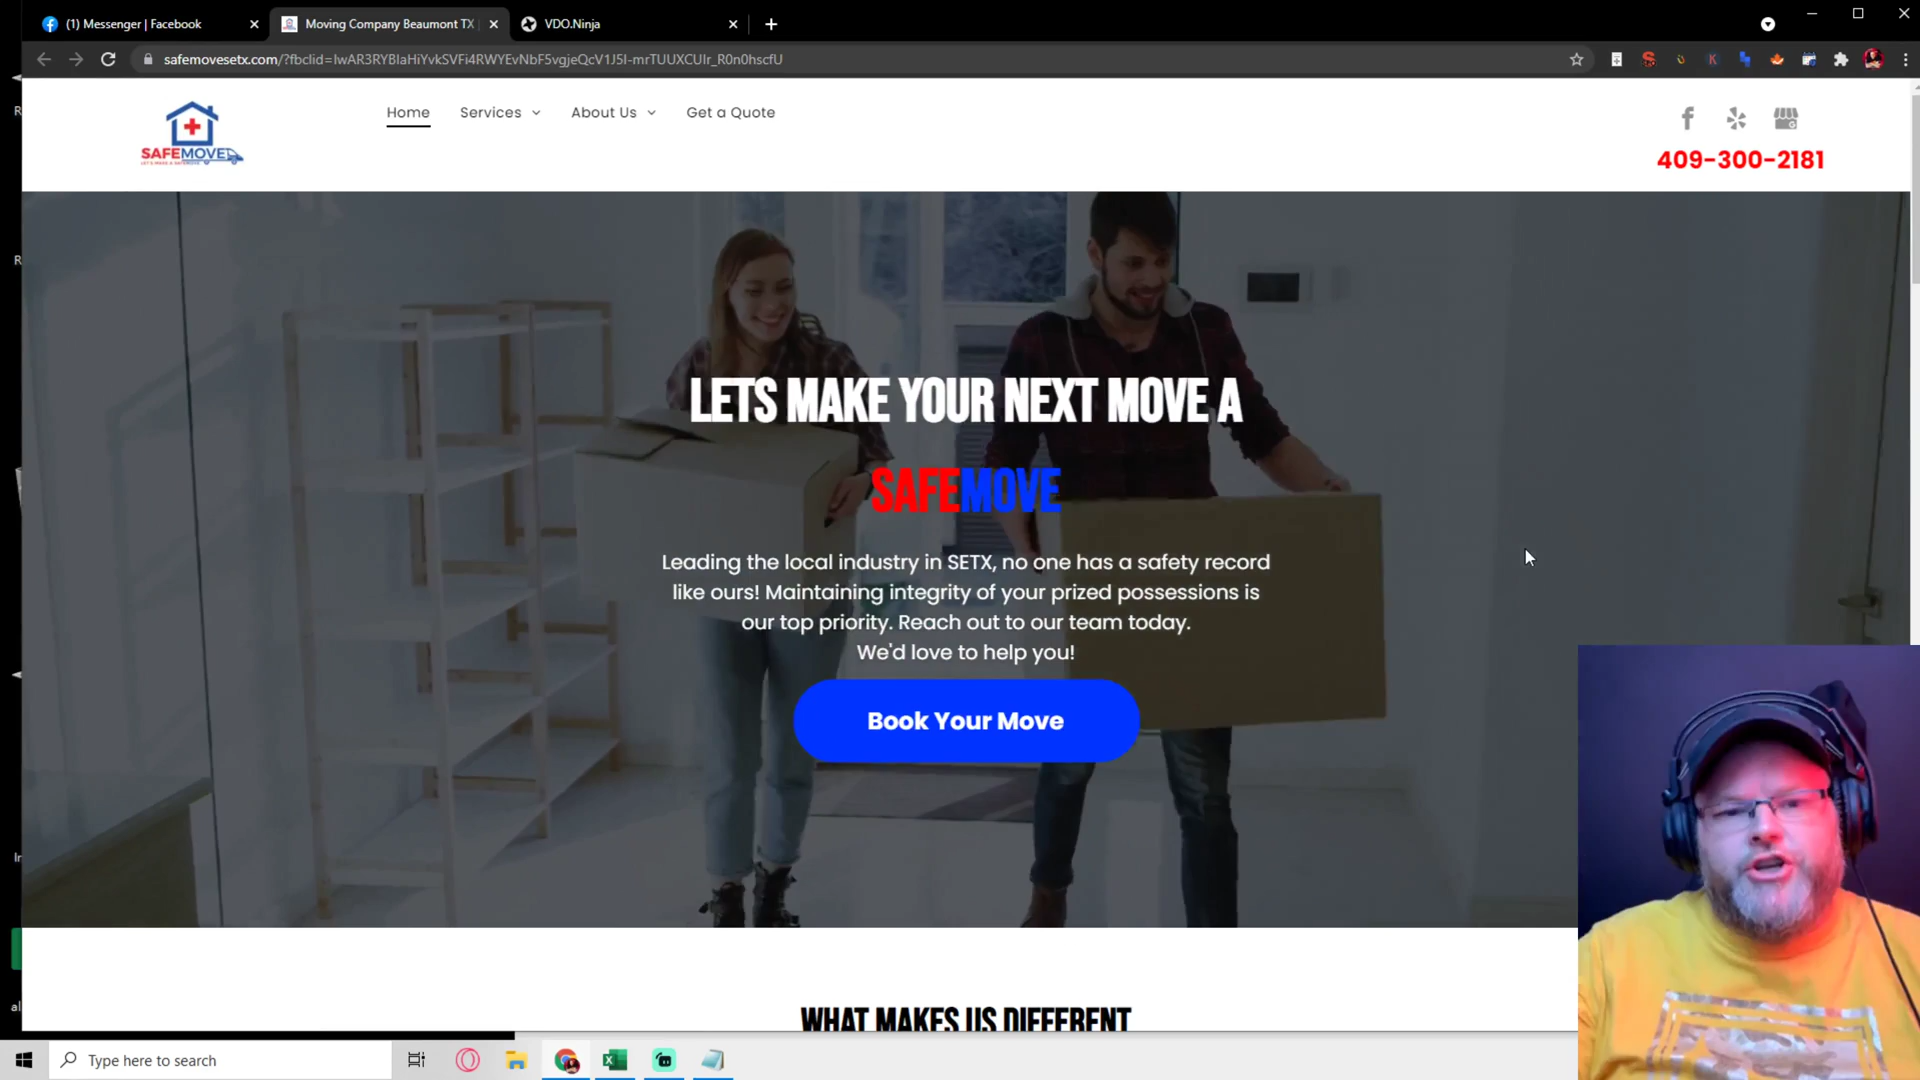 (1) Messenger | Facebook
Moving Company Beaumont TX
VDO.Ninja
safemovesetx.com/?fbclid=IwAR3RYBlaHiYvkSVFi4RWYEvNbF5vgjeQcV1J5I-mrTUUXCUIr_R0n0hscfU
SAFEMOVE
Home
Services
About Us
Get a Quote
409-300-2181
LETS MAKE YOUR NEXT MOVE A
SAFEMOVE
Leading the local industry in SETX, no one has a safety record
like ours! Maintaining integrity of your prized possessions is
our top priority. Reach out to our team today.
We'd love to help you!
Book Your Move
WHAT MAKES US DIFFERENT
Type here to search